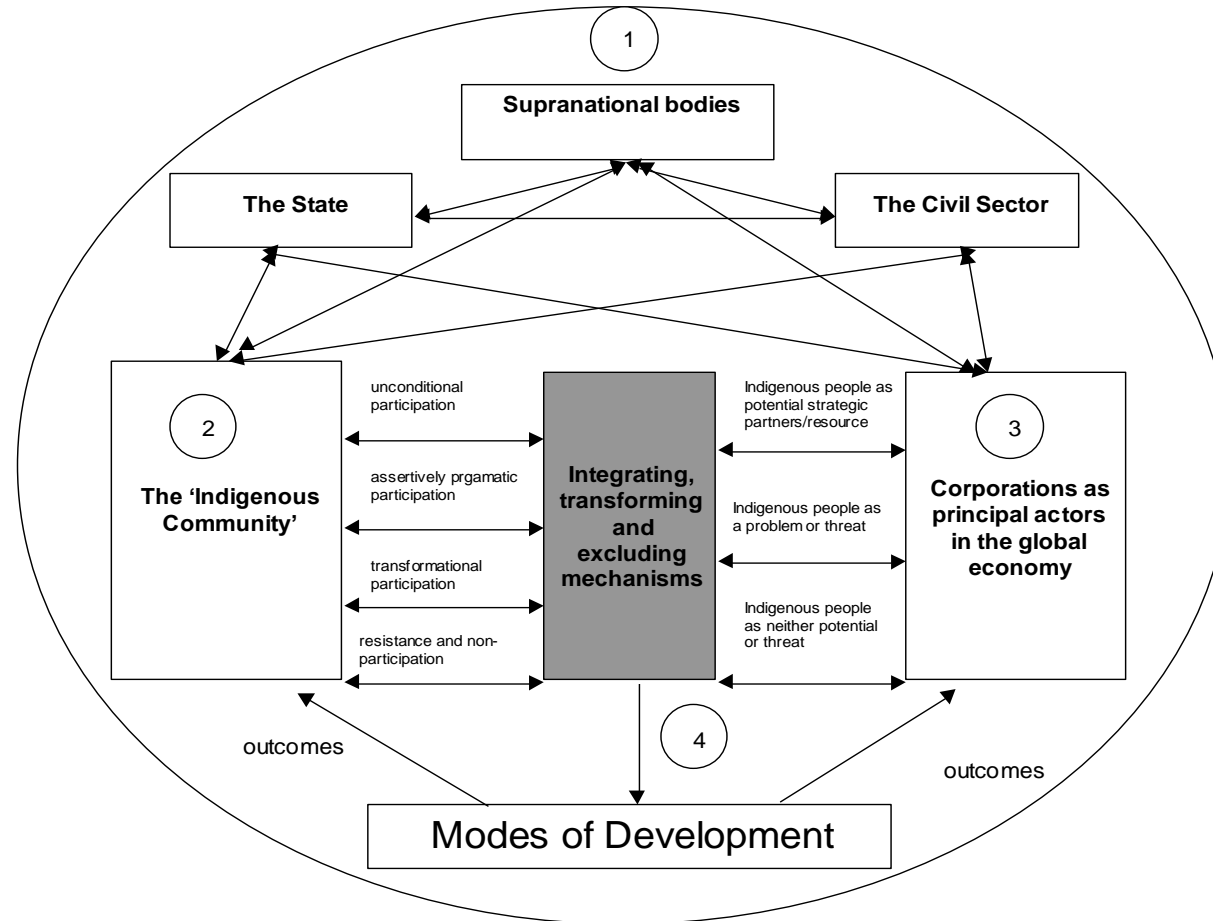 1
Supranational bodies
The State
The Civil Sector
2
The ‘Indigenous
Community’
unconditional
participation
assertively prgamatic
participation
transformational
participation
resistance and non-
participation
Integrating,
transforming
and
excluding
mechanisms
Indigenous people as
potential strategic
partners/resource
Indigenous people as
a problem or threat
Indigenous people
as neither potential
or threat
3
Corporations as
principal actors
in the global
economy
4
outcomes
outcomes
Modes of Development